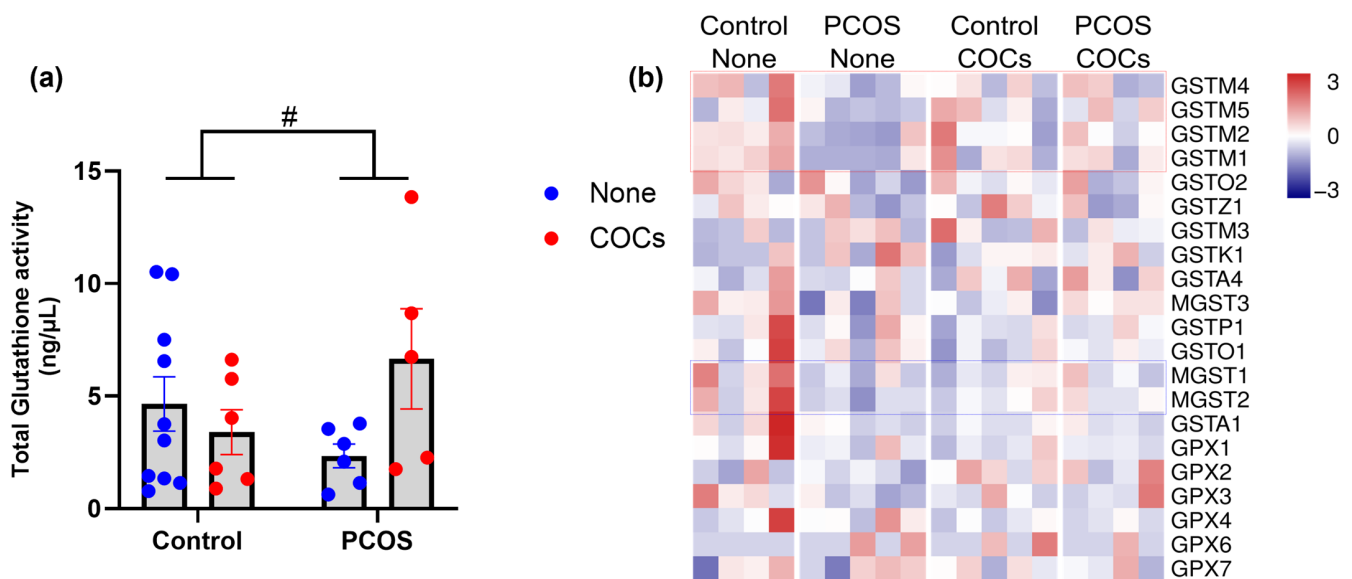 (a)
#
Total Glutathione activity
(ng/µL)
15
10
5
0
Control
PCOS
None
COCs
(b)
Control
None
PCOS
None
Control
COCs
PCOS
COCs
GSTM4
GSTM5
GSTM2
GSTM1
GSTO2
GSTZ1
GSTM3
GSTK1
GSTA4
MGST3
GSTP1
GSTO1
MGST1
MGST2
GSTA1
GPX1
GPX2
GPX3
GPX4
GPX6
GPX7
3
0
–3